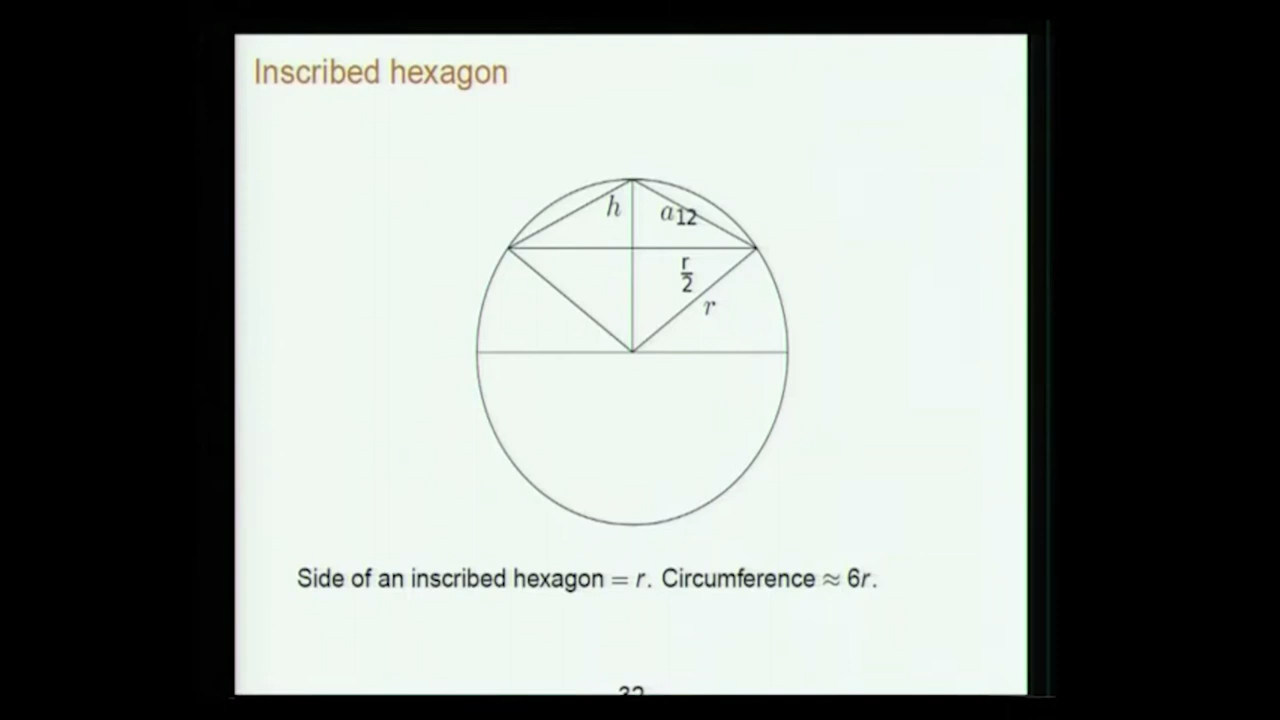 Inscribed hexagon
h
a12
r
2
r
Side of an inscribed hexagon = r. Circumference ≈ 6r.